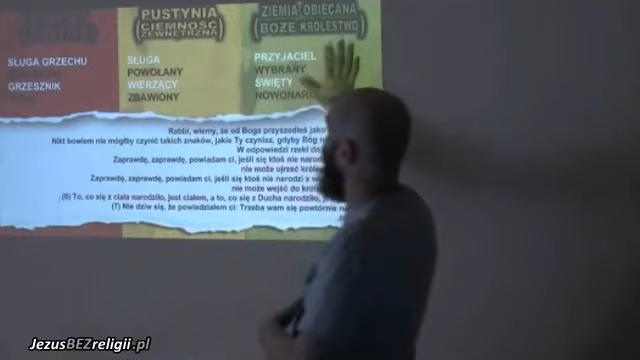 PUSTYNIA
(CIEMNOŚĆ
ZEWNĘTRZNA)
ZIEMIA OBIECANA
(BOŻE KRÓLESTWO)
SŁUGA GRZECHU
GRZESZNIK
SŁUGA
POWOŁANY
WIERZĄCY
ZBAWIONY
PRZYJACIEL
WYBRANY
ŚWIĘTY
Rabbi, wiemy, że od Boga przyszedłeś jako
Nikt bowiem nie mógłby czynić takich znaków, jakie Ty czynisz, gdyby Bóg
W odpowiedzi rzekł do
Zaprawdę, zaprawdę, powiadam ci, jeśli się ktoś nie
nie może ujrzeć
Zaprawdę, zaprawdę, powiadam ci, jeśli się ktoś nie narodzi z
nie może wejść do
(6) To, co się z ciała narodziło, jest ciałem, a to, co się z Ducha narodziło,
(7) Nie dziw się, że powiedziałem ci: Trzeba wam się powtórnie
JezusBEZreligii.pl